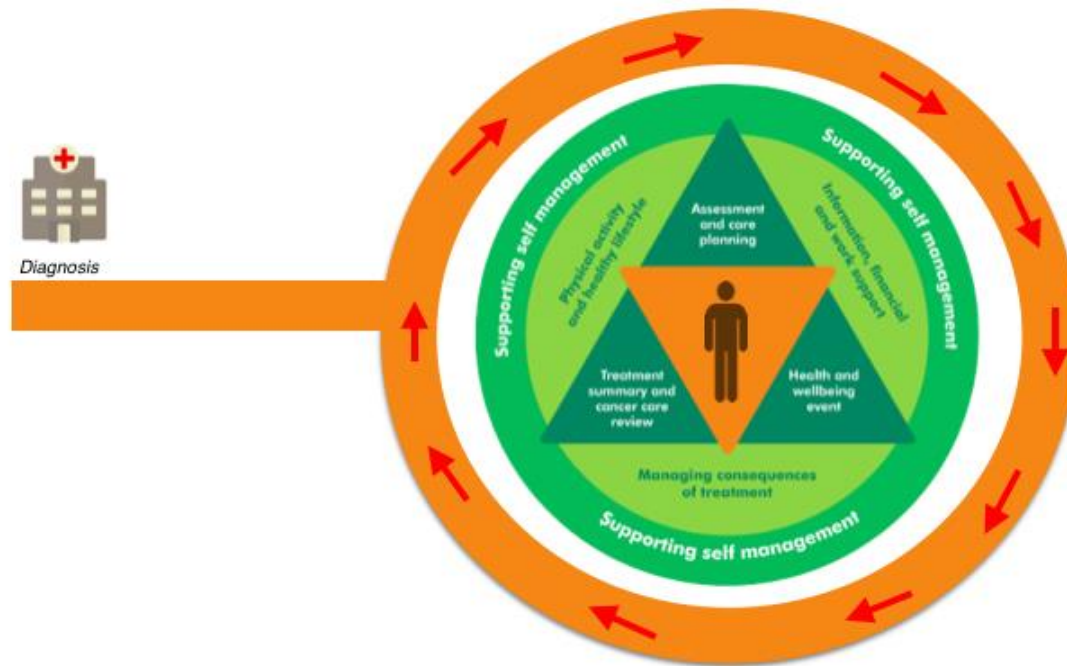 Diagnosis
Supporting self management
Supporting self management
Physical activity
and healthy lifestyle
Information, financial
and work support
Assessment
and care
planning
Treatment
summary and
cancer care
review
Health and
wellbeing
event
Managing consequences
of treatment
Supporting self management